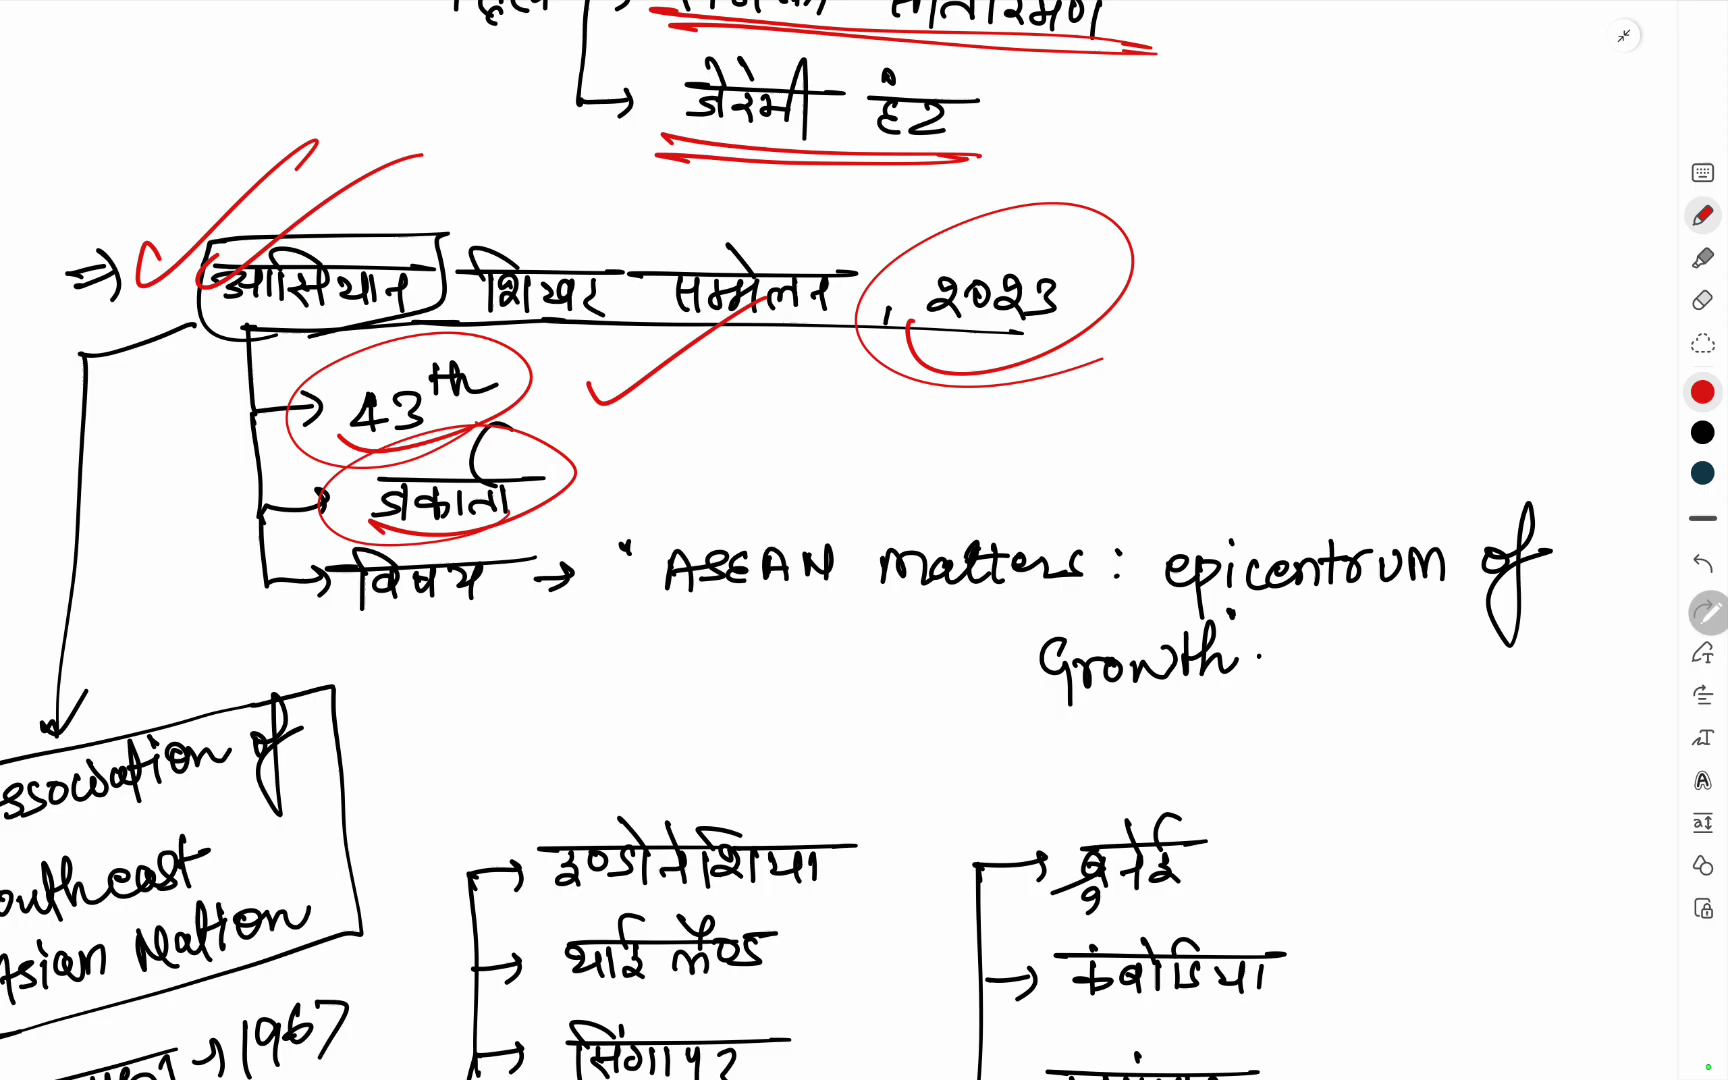 जेरेमी हंट
⇒ आसियान शिखर सम्मेलन, 2023
→ 43th
→ जकार्ता
→ विषय → " ASEAN Matters : epicentrum of
Growth.
ssociation of
outheast
Asian Nation
→ 1967
→ इण्डोनेशिया
→ थाईलैण्ड
→ सिंगापुर
→ ब्रुनेई
→ कंबोडिया